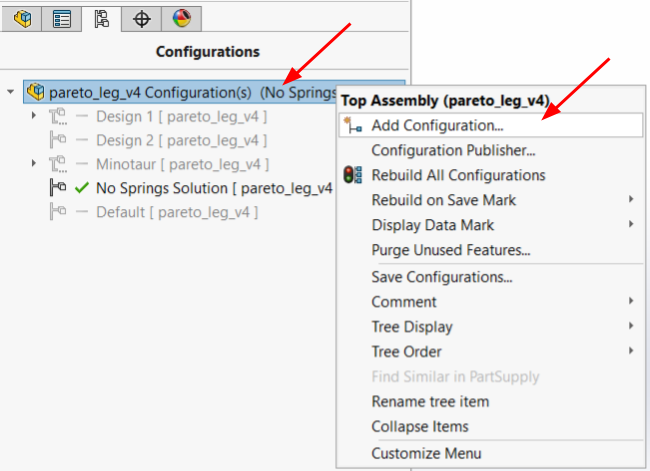 Configurations
pareto_leg_v4 Configuration(s) (No Springs
Design 1 [ pareto_leg_v4 ]
Design 2 [ pareto_leg_v4 ]
Minotaur [ pareto_leg_v4 ]
No Springs Solution [ pareto_leg_v4
Default [ pareto_leg_v4 ]
Top Assembly (pareto_leg_v4)
Add Configuration...
Configuration Publisher...
Rebuild All Configurations
Rebuild on Save Mark
Display Data Mark
Purge Unused Features...
Save Configurations...
Comment
Tree Display
Tree Order
Find Similar in PartSupply
Rename tree item
Collapse Items
Customize Menu